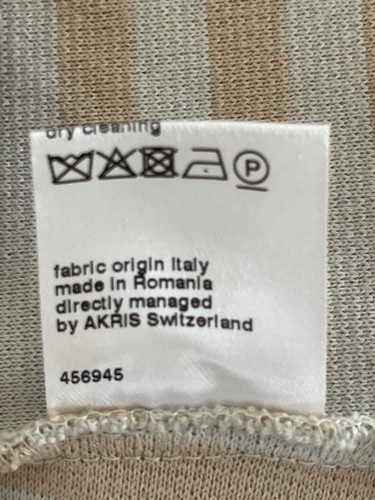 dry cleaning
P
fabric origin Italy
made in Romania
directly managed
by AKRIS Switzerland
456945